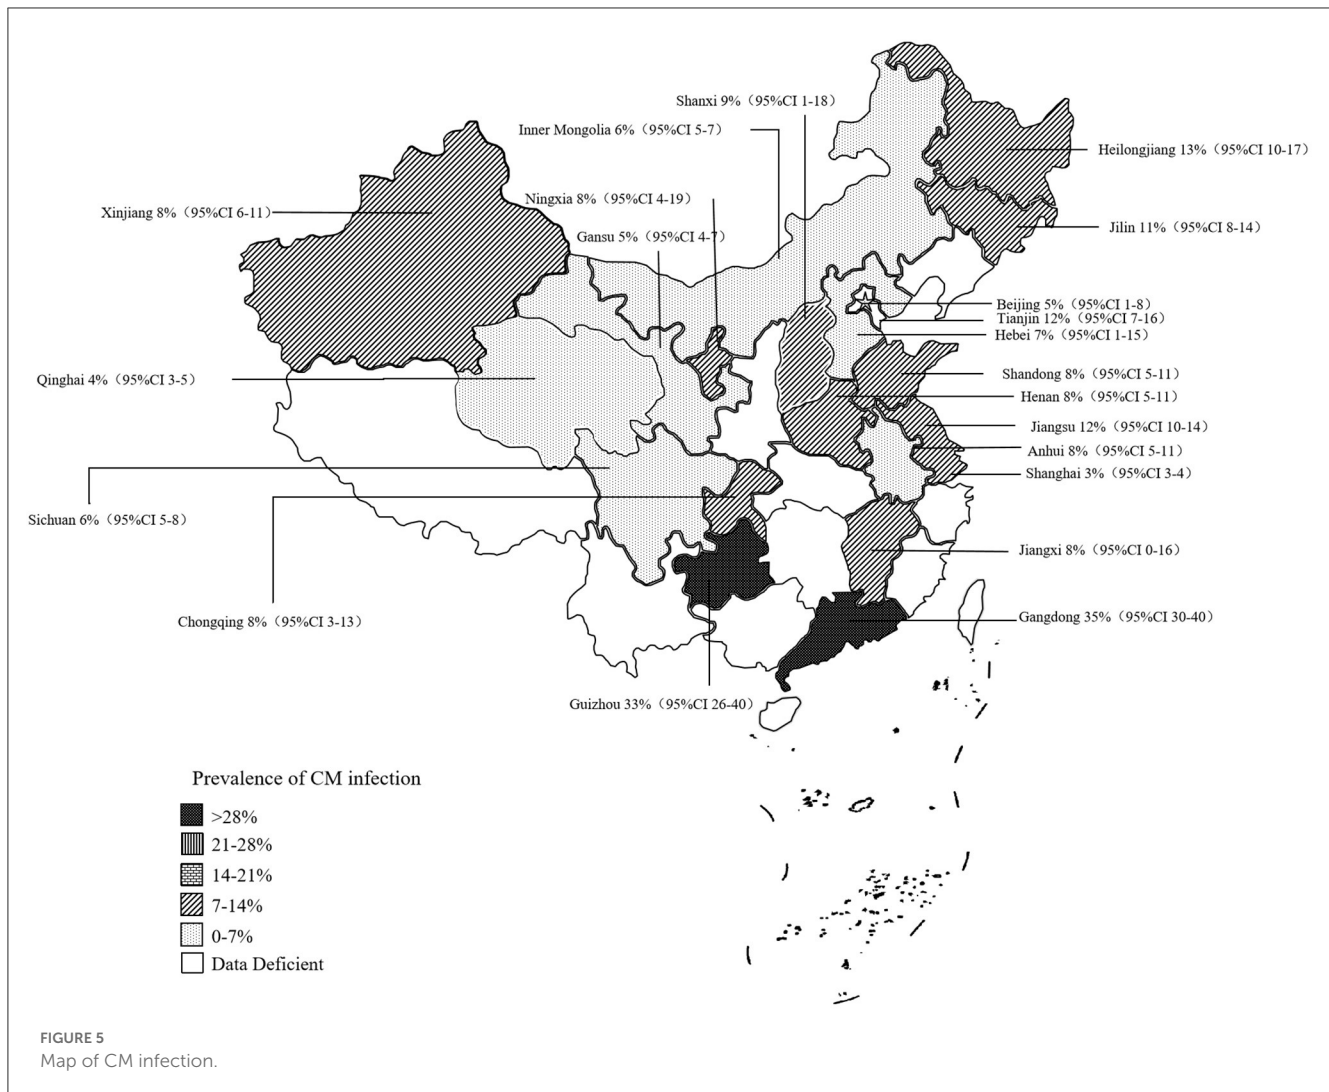 Shanxi 9%（95%CI 1-18）
Inner Mongolia 6%（95%CI 5-7）
Heilongjiang 13%（95%CI 10-17）
Ningxia 8%（95%CI 4-19）
Xinjiang 8%（95%CI 6-11）
Jilin 11%（95%CI 8-14）
Gansu 5%（95%CI 4-7）
Beijing 5%（95%CI 1-8）
Tianjin 12%（95%CI 7-16）
Hebei 7%（95%CI 1-15）
Qinghai 4%（95%CI 3-5）
Shandong 8%（95%CI 5-11）
Henan 8%（95%CI 5-11）
Jiangsu 12%（95%CI 10-14）
Anhui 8%（95%CI 5-11）
Shanghai 3%（95%CI 3-4）
Sichuan 6%（95%CI 5-8）
Jiangxi 8%（95%CI 0-16）
Chongqing 8%（95%CI 3-13）
Gangdong 35%（95%CI 30-40）
Guizhou 33%（95%CI 26-40）
Prevalence of CM infection
>28%
21-28%
14-21%
7-14%
0-7%
Data Deficient
FIGURE 5
Map of CM infection.